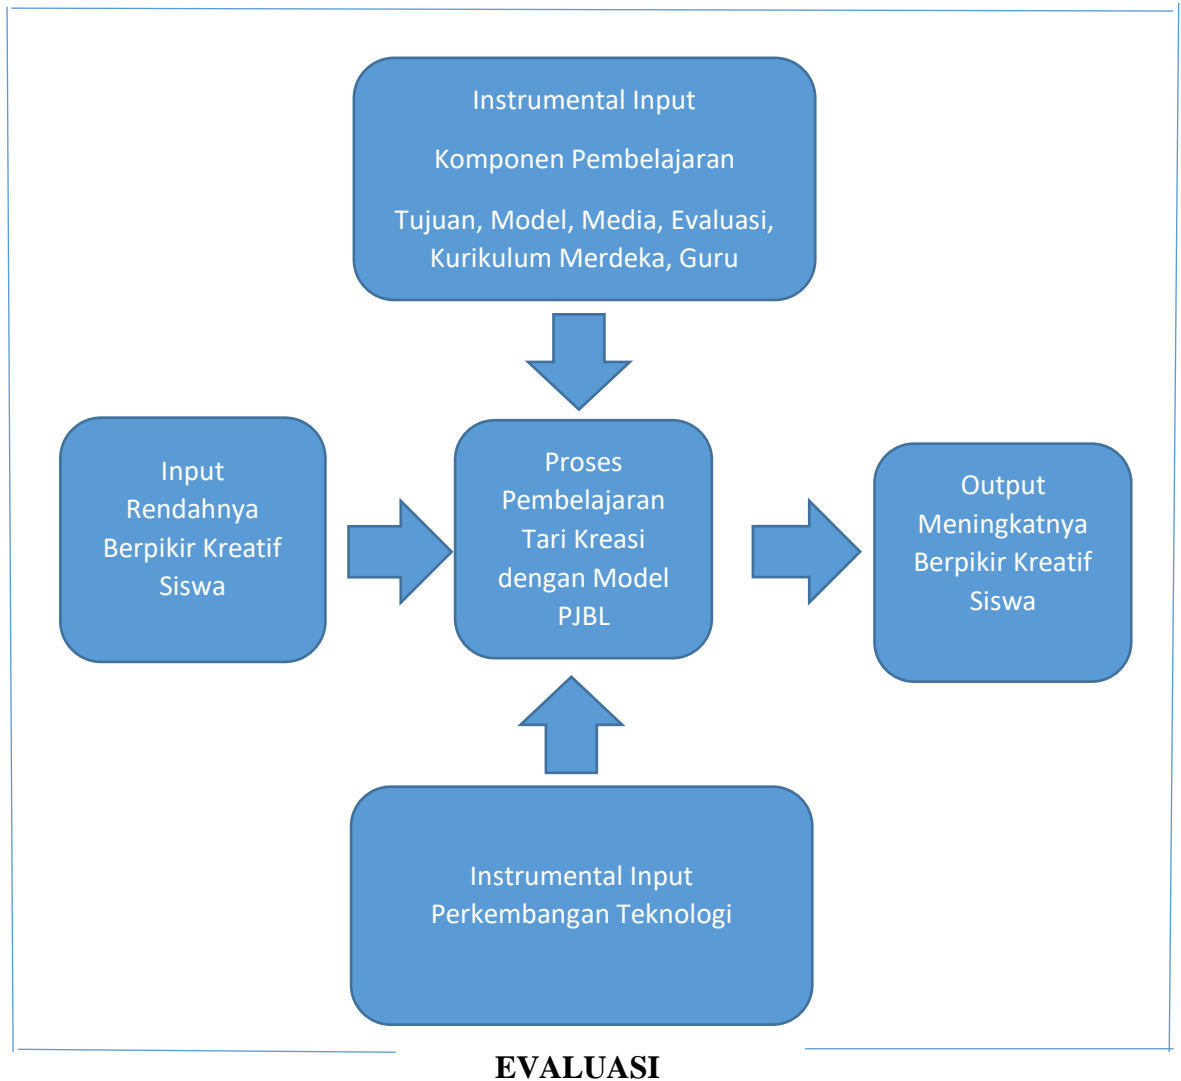 Instrumental Input
Komponen Pembelajaran
Tujuan, Model, Media, Evaluasi,
Kurikulum Merdeka, Guru
Input
Rendahnya
Berpikir Kreatif
Siswa
Proses
Pembelajaran
Tari Kreasi
dengan Model
PJBL
Output
Meningkatnya
Berpikir Kreatif
Siswa
Instrumental Input
Perkembangan Teknologi
EVALUASI